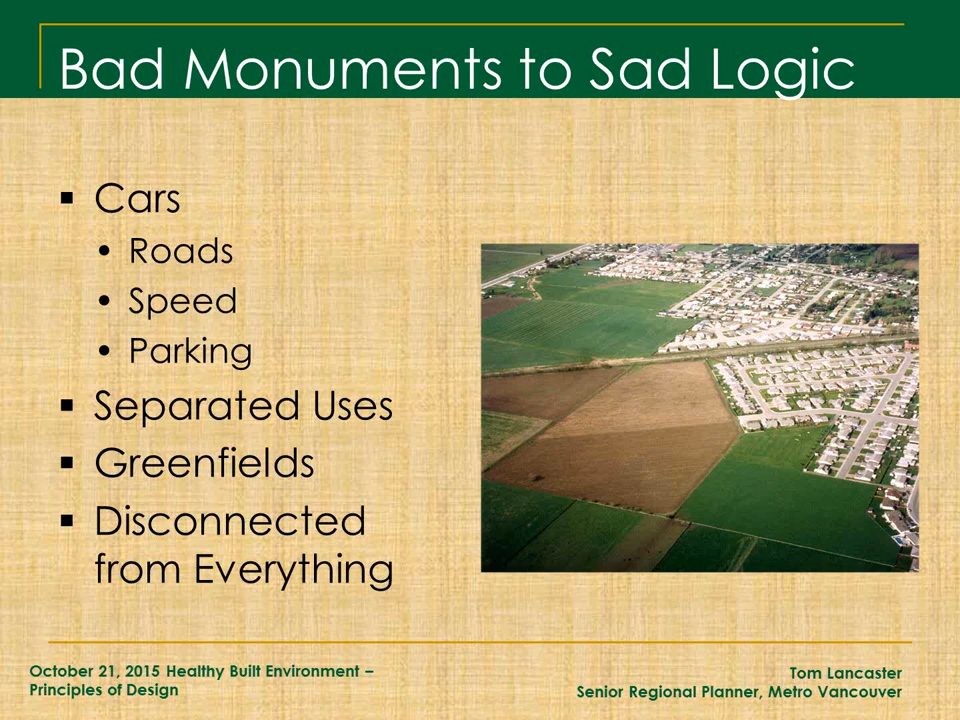 Bad Monuments to Sad Logic
▪ Cars
• Roads
• Speed
• Parking
▪ Separated Uses
▪ Greenfields
▪ Disconnected
from Everything
October 21, 2015 Healthy Built Environment –
Principles of Design
Tom Lancaster
Senior Regional Planner, Metro Vancouver